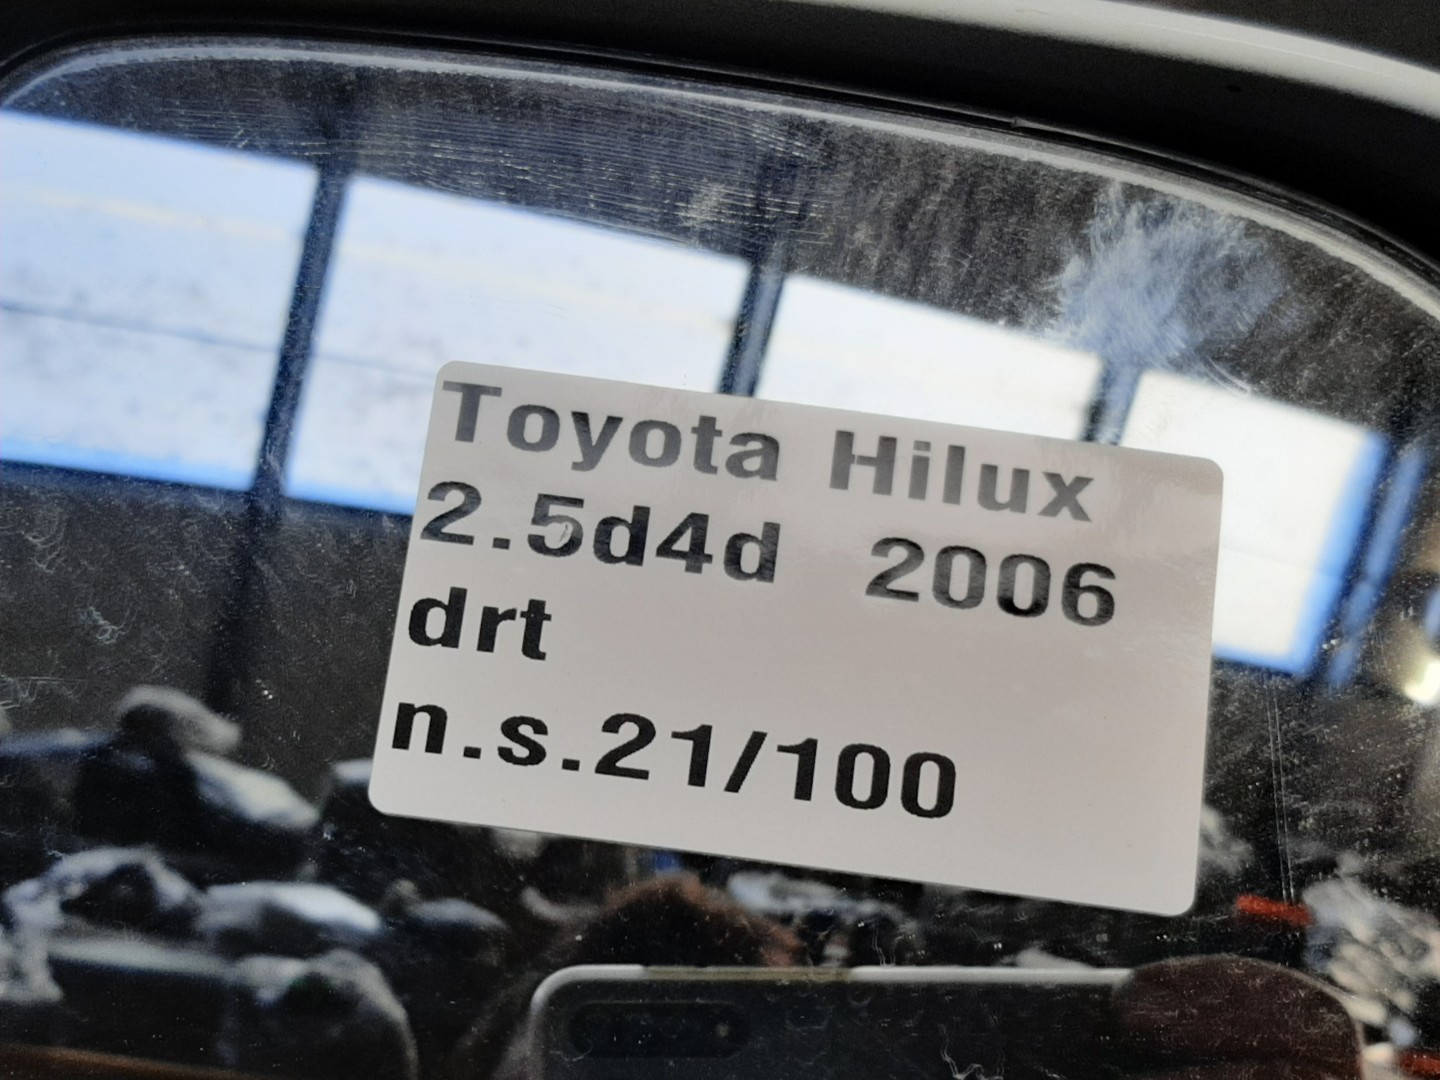 Toyota Hilux
2.5d4d 2006
drt
n.s.21/100